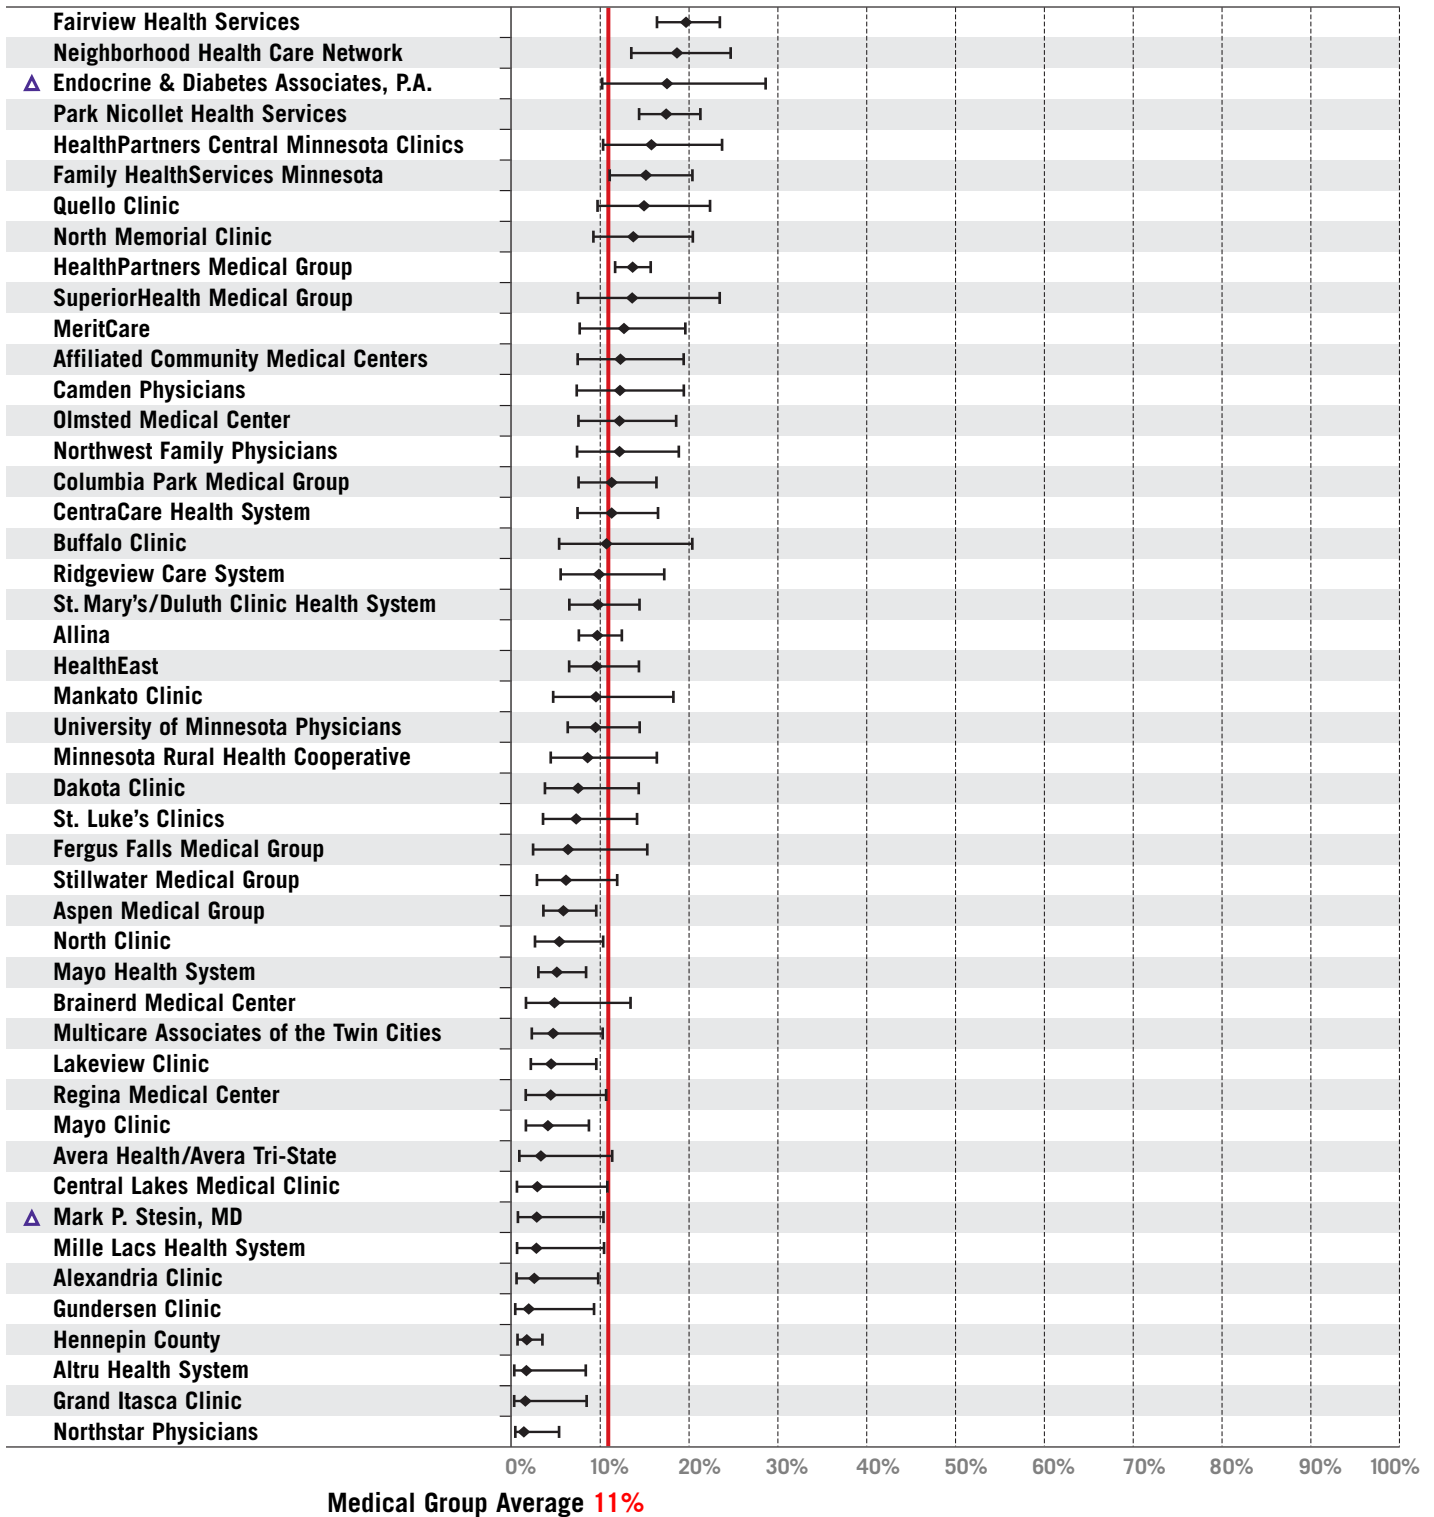 Fairview Health Services
Neighborhood Health Care Network
Δ Endocrine & Diabetes Associates, P.A.
Park Nicollet Health Services
HealthPartners Central Minnesota Clinics
Family HealthServices Minnesota
Quello Clinic
North Memorial Clinic
HealthPartners Medical Group
SuperiorHealth Medical Group
MeritCare
Affiliated Community Medical Centers
Camden Physicians
Olmsted Medical Center
Northwest Family Physicians
Columbia Park Medical Group
CentraCare Health System
Buffalo Clinic
Ridgeview Care System
St. Mary's/Duluth Clinic Health System
Allina
HealthEast
Mankato Clinic
University of Minnesota Physicians
Minnesota Rural Health Cooperative
Dakota Clinic
St. Luke's Clinics
Fergus Falls Medical Group
Stillwater Medical Group
Aspen Medical Group
North Clinic
Mayo Health System
Brainerd Medical Center
Multicare Associates of the Twin Cities
Lakeview Clinic
Regina Medical Center
Mayo Clinic
Avera Health/Avera Tri-State
Central Lakes Medical Clinic
Δ Mark P. Stesin, MD
Mille Lacs Health System
Alexandria Clinic
Gundersen Clinic
Hennepin County
Altru Health System
Grand Itasca Clinic
Northstar Physicians
0% 10% 20% 30% 40% 50% 60% 70% 80% 90% 100%
Medical Group Average 11%